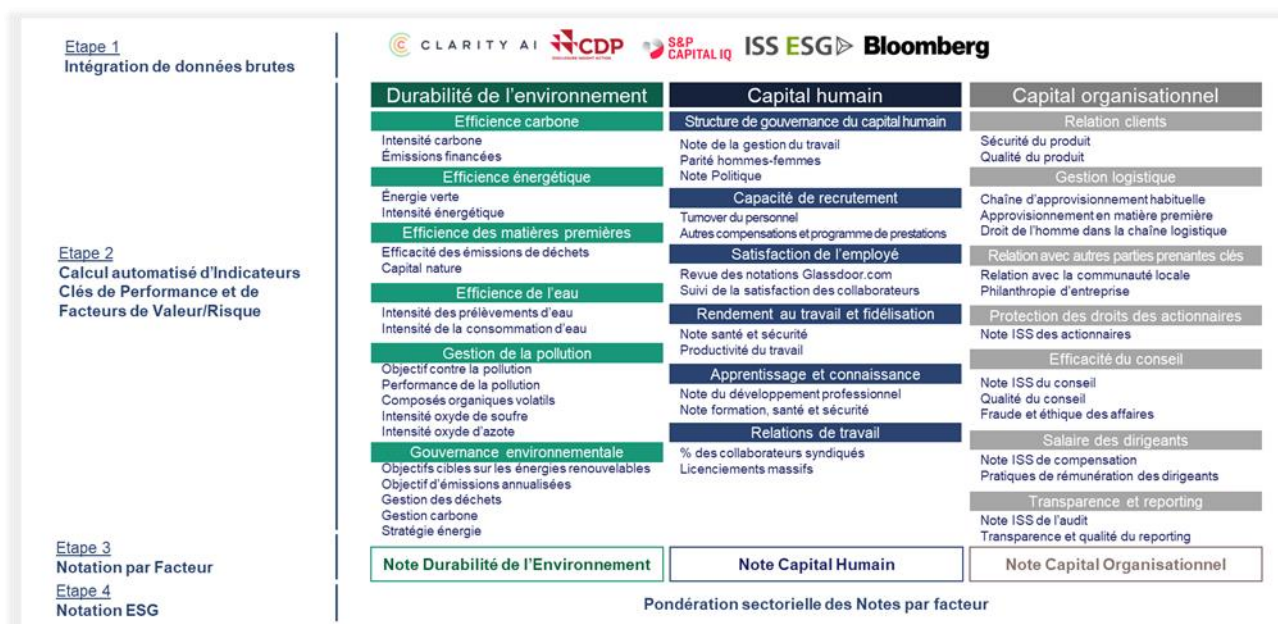 Etape 1
Intégration de données brutes
CLARITY AI
CDP
DISCLOSURE INSIGHT ACTION
S&P
CAPITAL IQ
ISS ESG
Bloomberg
Etape 2
Calcul automatisé d'Indicateurs
Clés de Performance et de
Facteurs de Valeur/Risque
Durabilité de l'environnement
Efficience carbone
Intensité carbone
Émissions financées
Efficience énergétique
Énergie verte
Intensité énergétique
Efficience des matières premières
Efficacité des émissions de déchets
Capital nature
Efficience de l'eau
Intensité des prélèvements d'eau
Intensité de la consommation d'eau
Gestion de la pollution
Objectif contre la pollution
Performance de la pollution
Composés organiques volatils
Intensité oxyde de soufre
Intensité oxyde d'azote
Gouvernance environnementale
Objectifs cibles sur les énergies renouvelables
Objectif d'émissions annualisées
Gestion des déchets
Gestion carbone
Stratégie énergie
Capital humain
Structure de gouvernance du capital humain
Note de la gestion du travail
Parité hommes-femmes
Note Politique
Capacité de recrutement
Turnover du personnel
Autres compensations et programme de prestations
Satisfaction de l'employé
Revue des notations Glassdoor.com
Suivi de la satisfaction des collaborateurs
Rendement au travail et fidélisation
Note santé et sécurité
Productivité du travail
Apprentissage et connaissance
Note du développement professionnel
Note formation, santé et sécurité
Relations de travail
% des collaborateurs syndiqués
Licenciements massifs
Capital organisationnel
Relation clients
Sécurité du produit
Qualité du produit
Gestion logistique
Chaîne d'approvisionnement habituelle
Approvisionnement en matière première
Droit de l'homme dans la chaîne logistique
Relation avec autres parties prenantes clés
Relation avec la communauté locale
Philanthropie d'entreprise
Protection des droits des actionnaires
Note ISS des actionnaires
Efficacité du conseil
Note ISS du conseil
Qualité du conseil
Fraude et éthique des affaires
Salaire des dirigeants
Note ISS de compensation
Pratiques de rémunération des dirigeants
Transparence et reporting
Note ISS de l'audit
Transparence et qualité du reporting
Etape 3
Notation par Facteur
Note Durabilité de l'Environnement
Note Capital Humain
Note Capital Organisationnel
Etape 4
Notation ESG
Pondération sectorielle des Notes par facteur